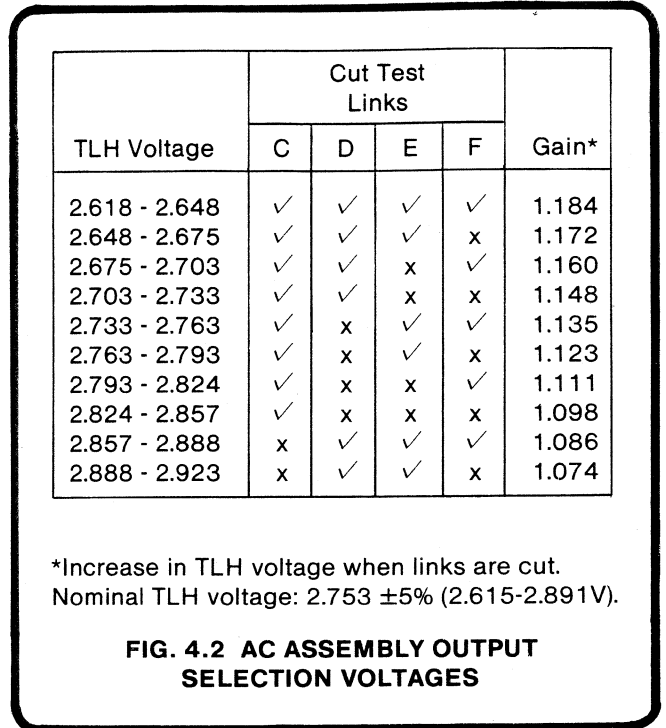 Cut Test
Links
TLH Voltage C D E F Gain*
2.618 - 2.648 ✓ ✓ ✓ ✓ 1.184
2.648 - 2.675 ✓ ✓ ✓ x 1.172
2.675 - 2.703 ✓ ✓ x ✓ 1.160
2.703 - 2.733 ✓ ✓ x x 1.148
2.733 - 2.763 ✓ x ✓ ✓ 1.135
2.763 - 2.793 ✓ x ✓ x 1.123
2.793 - 2.824 ✓ x x ✓ 1.111
2.824 - 2.857 ✓ x x x 1.098
2.857 - 2.888 x ✓ ✓ ✓ 1.086
2.888 - 2.923 x ✓ ✓ x 1.074
*Increase in TLH voltage when links are cut.
Nominal TLH voltage: 2.753 ±5% (2.615-2.891V).
FIG. 4.2 AC ASSEMBLY OUTPUT
SELECTION VOLTAGES